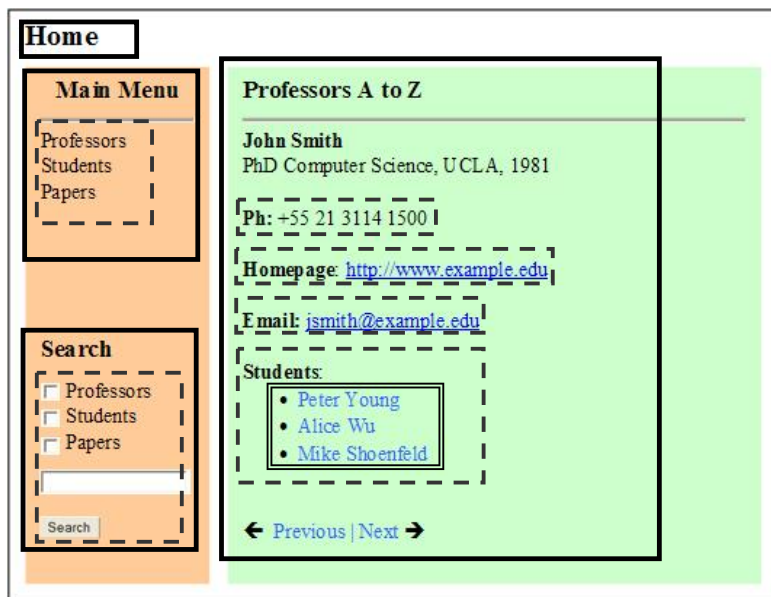 Home
Main Menu
Professors
Students
Papers
Search
Professors
Students
Papers
Search
Professors A to Z
John Smith
PhD Computer Science, UCLA, 1981
Ph: +55 21 3114 1500
Homepage: http://www.example.edu
Email: jsmith@example.edu
Students:
• Peter Young
• Alice Wu
• Mike Shoenfeld
🡸 Previous | Next 🡺